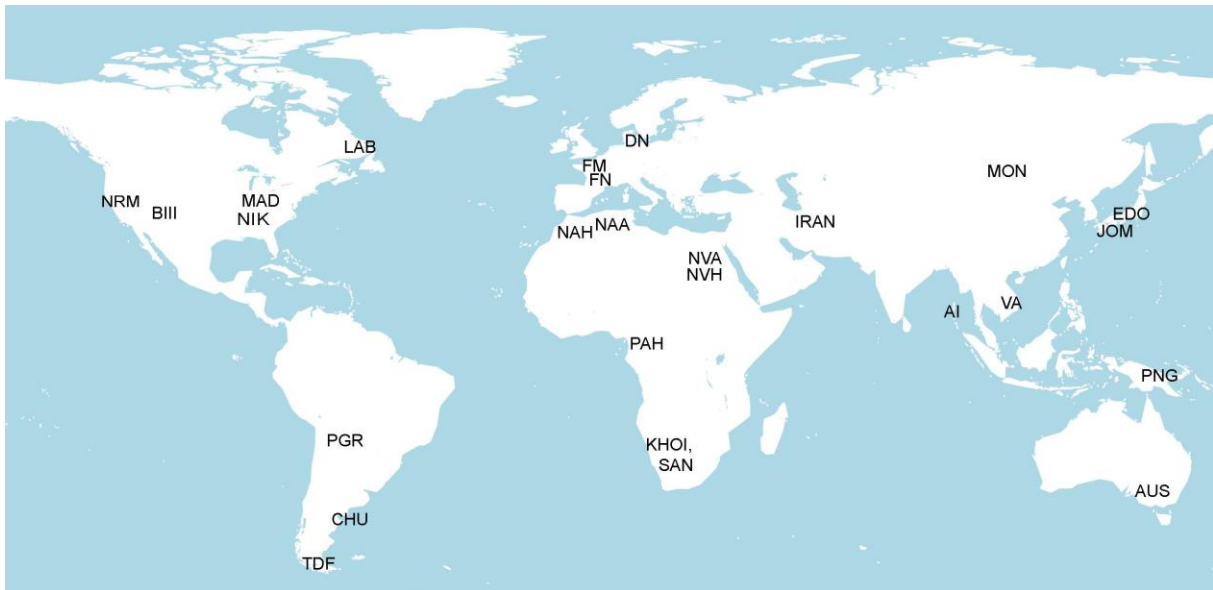 DN
LAB
FM
MON
FN
NRM
MAD
BIII
NIK
EDO
IRAN
NAA
NAH
JOM
NVA
NVH
VA
AI
PAH
PNG
PGR
KHOI,
SAN
AUS
CHU
TDF